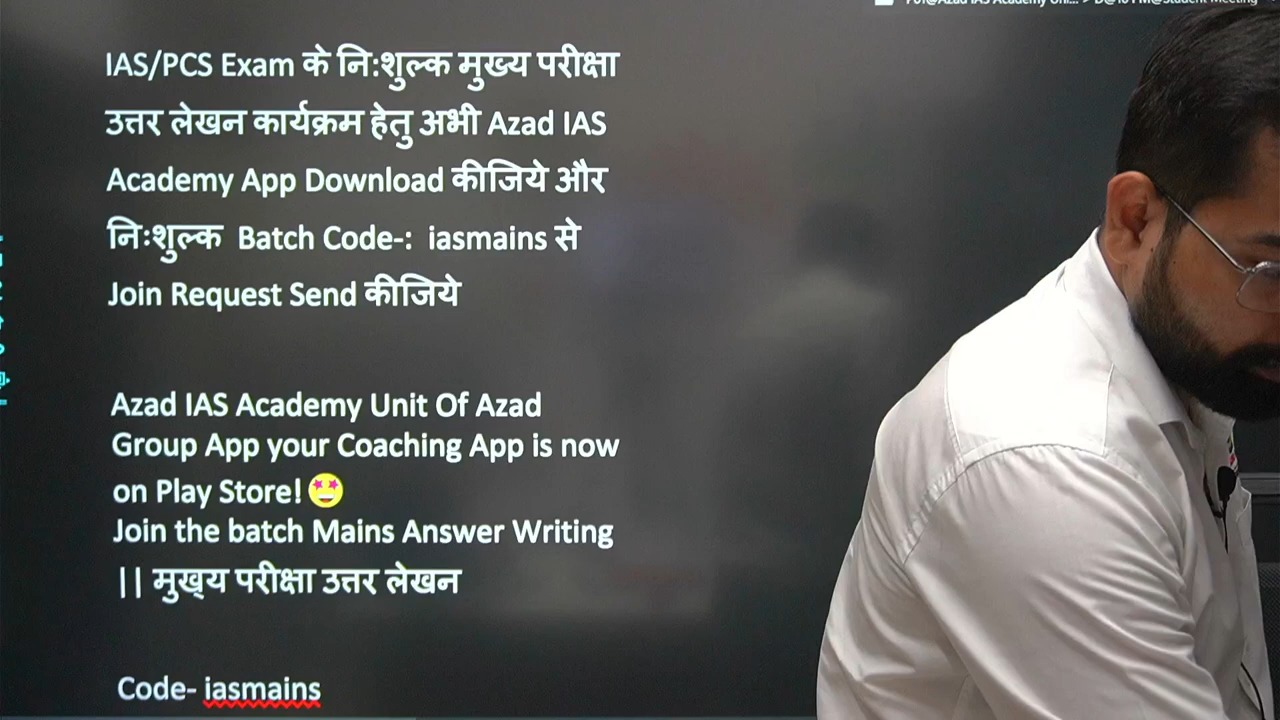 IAS/PCS Exam के नि:शुल्क मुख्य परीक्षा
उत्तर लेखन कार्यक्रम हेतु अभी Azad IAS
Academy App Download कीजिये और
निःशुल्क Batch Code-: iasmains से
Join Request Send कीजिये
Azad IAS Academy Unit Of Azad
Group App your Coaching App is now
on Play Store! 🤩
Join the batch Mains Answer Writing
|| मुख्य परीक्षा उत्तर लेखन
Code- iasmains